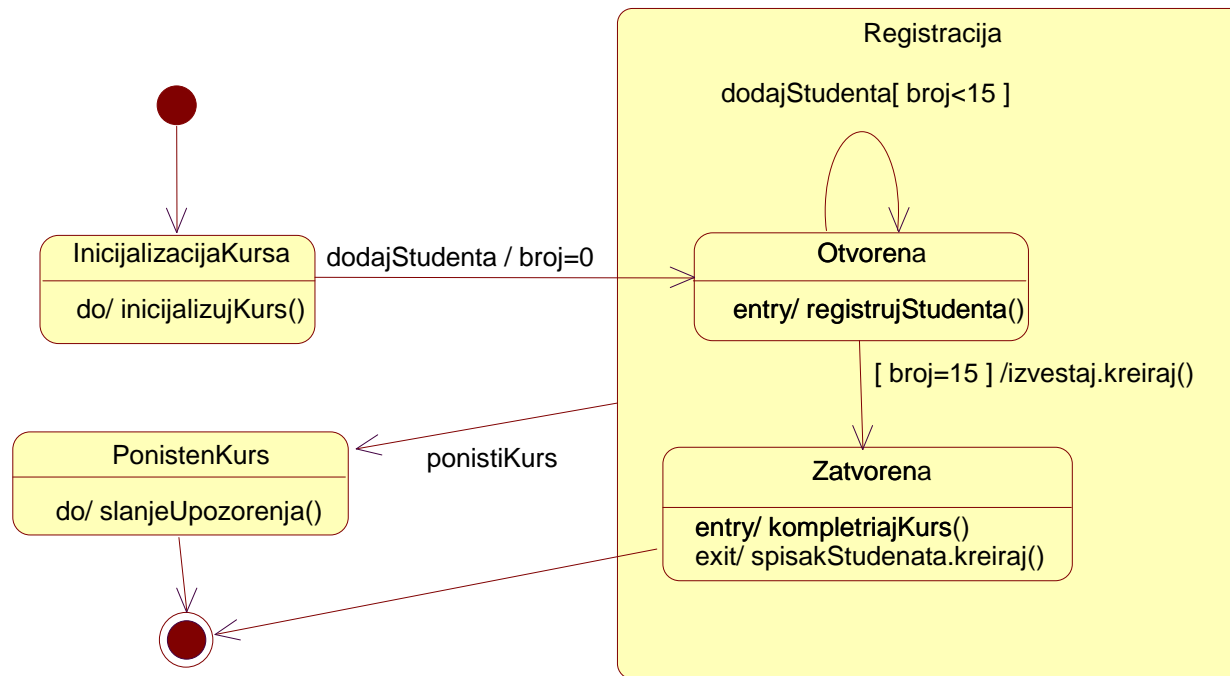 Registracija
dodajStudenta[ broj<15 ]
InicijalizacijaKursa
do/ inicijalizujKurs()
dodajStudenta / broj=0
Otvorena
entry/ registrujStudenta()
[ broj=15 ] /izvestaj.kreiraj()
PonistenKurs
do/ slanjeUpozorenja()
ponistiKurs
Zatvorena
entry/ kompletriajKurs()
exit/ spisakStudenata.kreiraj()